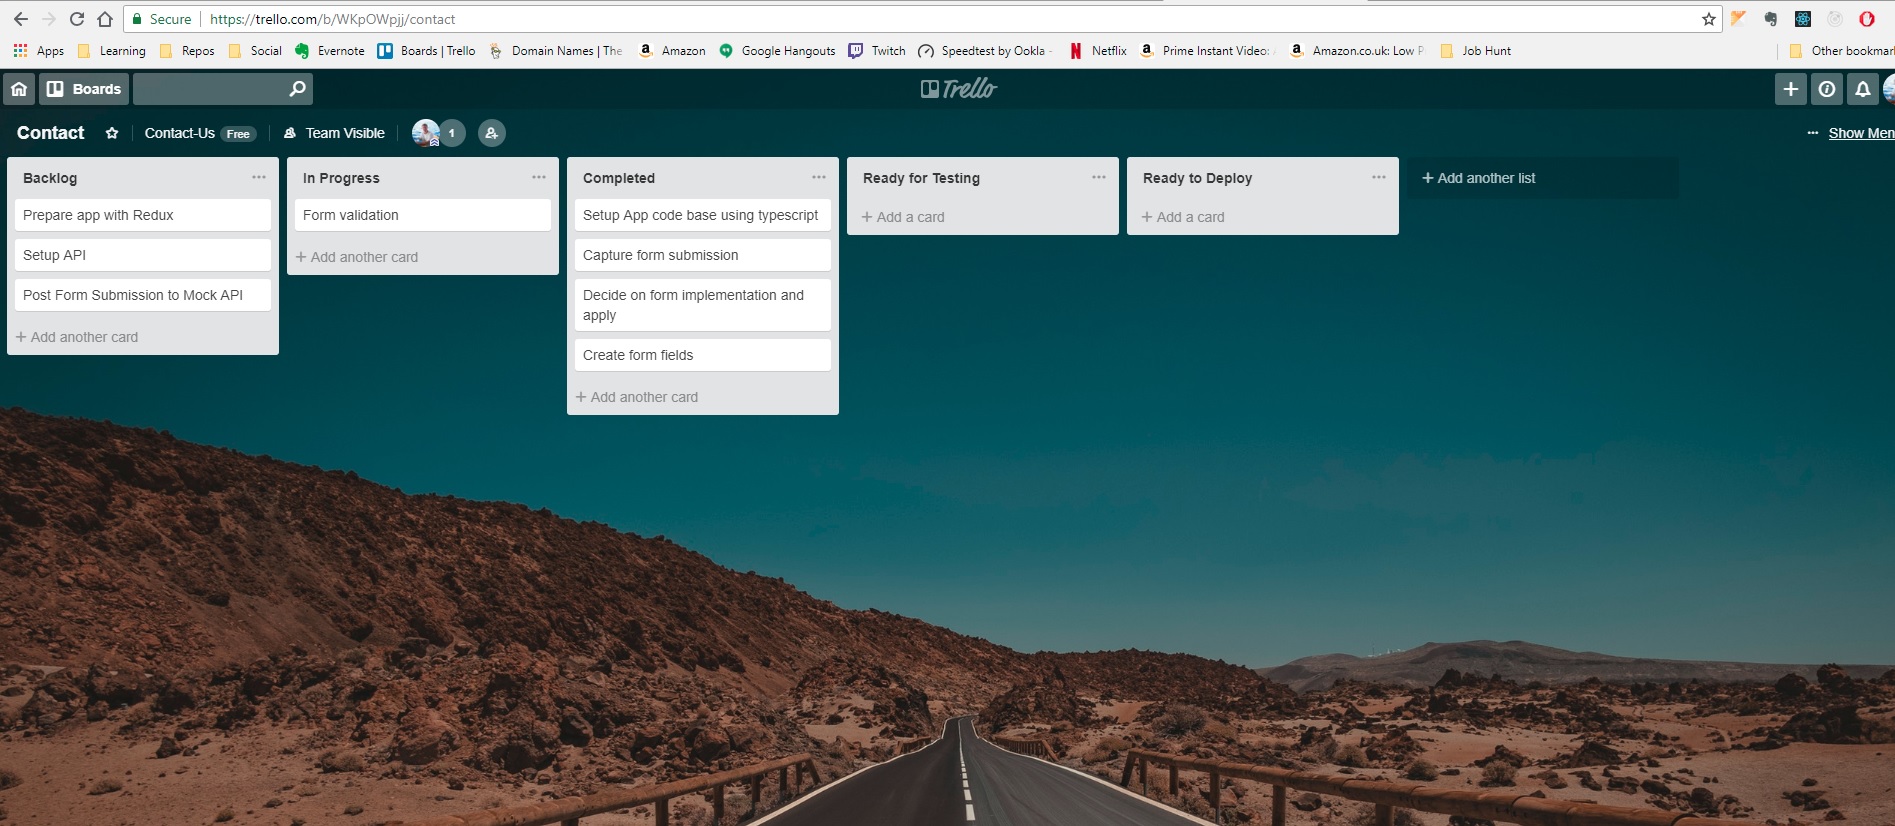 Secure
https://trello.com/b/WKpOWpjj/contact
Apps
Learning
Repos
Social
Evernote
Boards | Trello
Domain Names | The
Amazon
Google Hangouts
Twitch
Speedtest by Ookla -
Netflix
Prime Instant Video:
Amazon.co.uk: Low P
Job Hunt
Other bookmar
Boards
Trello
Contact
Contact-Us
Free
Team Visible
1
Show Men
Backlog
Prepare app with Redux
Setup API
Post Form Submission to Mock API
+ Add another card
In Progress
Form validation
+ Add another card
Completed
Setup App code base using typescript
Capture form submission
Decide on form implementation and
apply
Create form fields
+ Add another card
Ready for Testing
+ Add a card
Ready to Deploy
+ Add a card
+ Add another list